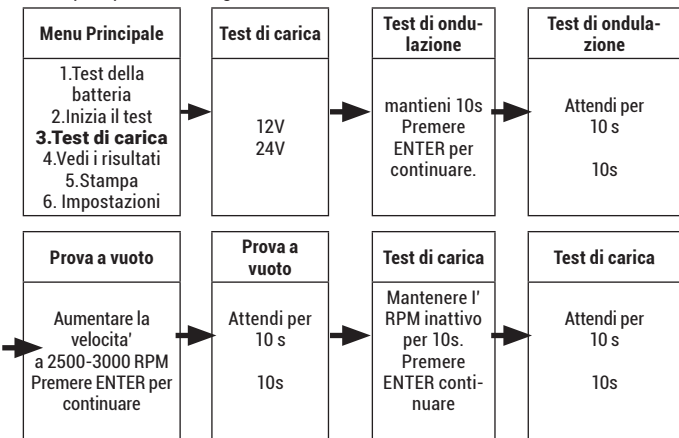 Menu Principale
1.Test della
batteria
2.Inizia il test
3.Test di carica
4.Vedi i risultati
5.Stampa
6. Impostazioni
Test di carica
12V
24V
Test di ondu-
lazione
mantieni 10s
Premere
ENTER per
continuare.
Test di ondula-
zione
Attendi per
10 s
10s
Prova a vuoto
Aumentare la
velocita'
a 2500-3000 RPM
Premere ENTER per
continuare
Prova a
vuoto
Attendi per
10 s
10s
Test di carica
Mantenere l'
RPM inattivo
per 10s.
Premere
ENTER conti-
nuare
Test di carica
Attendi per
10 s
10s